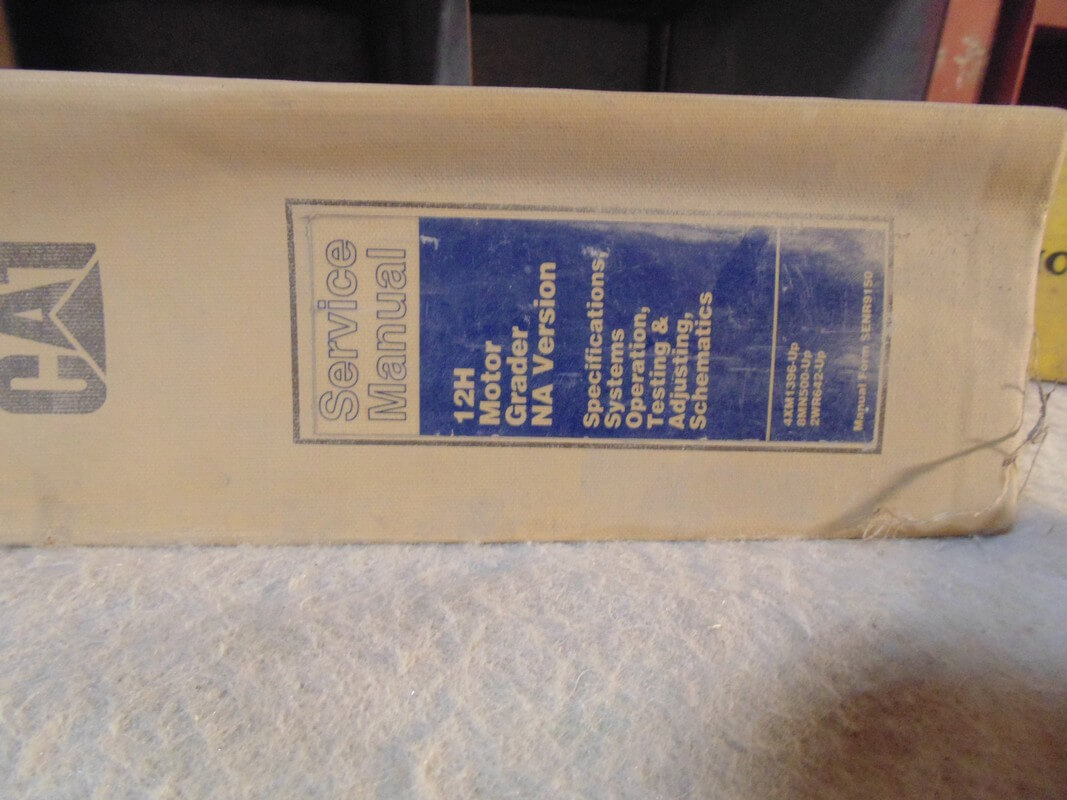 CAT
Service
Manual
12H
Motor
Grader
NA Version
Specifications,
Systems
Operation,
Testing &
Adjusting,
Schematics
4XM1396-Up
8MN500-Up
2WR642-Up
Manual Form SENR9150